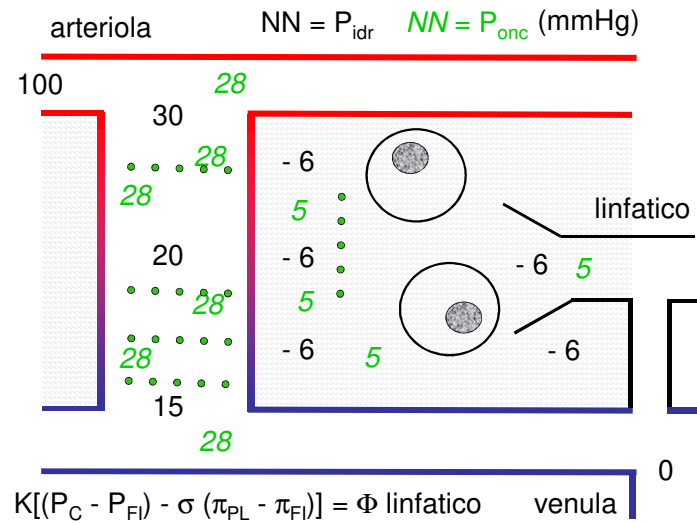 arteriola NN = P_idr NN = P_onc (mmHg)
100 28
30
28 - 6
28
5 linfatico
20 - 6 - 6 5
28 5
28 - 6 5 - 6
15
28
0
K[(P_C - P_FI) - σ (π_PL - π_FI)] = Φ linfatico venula